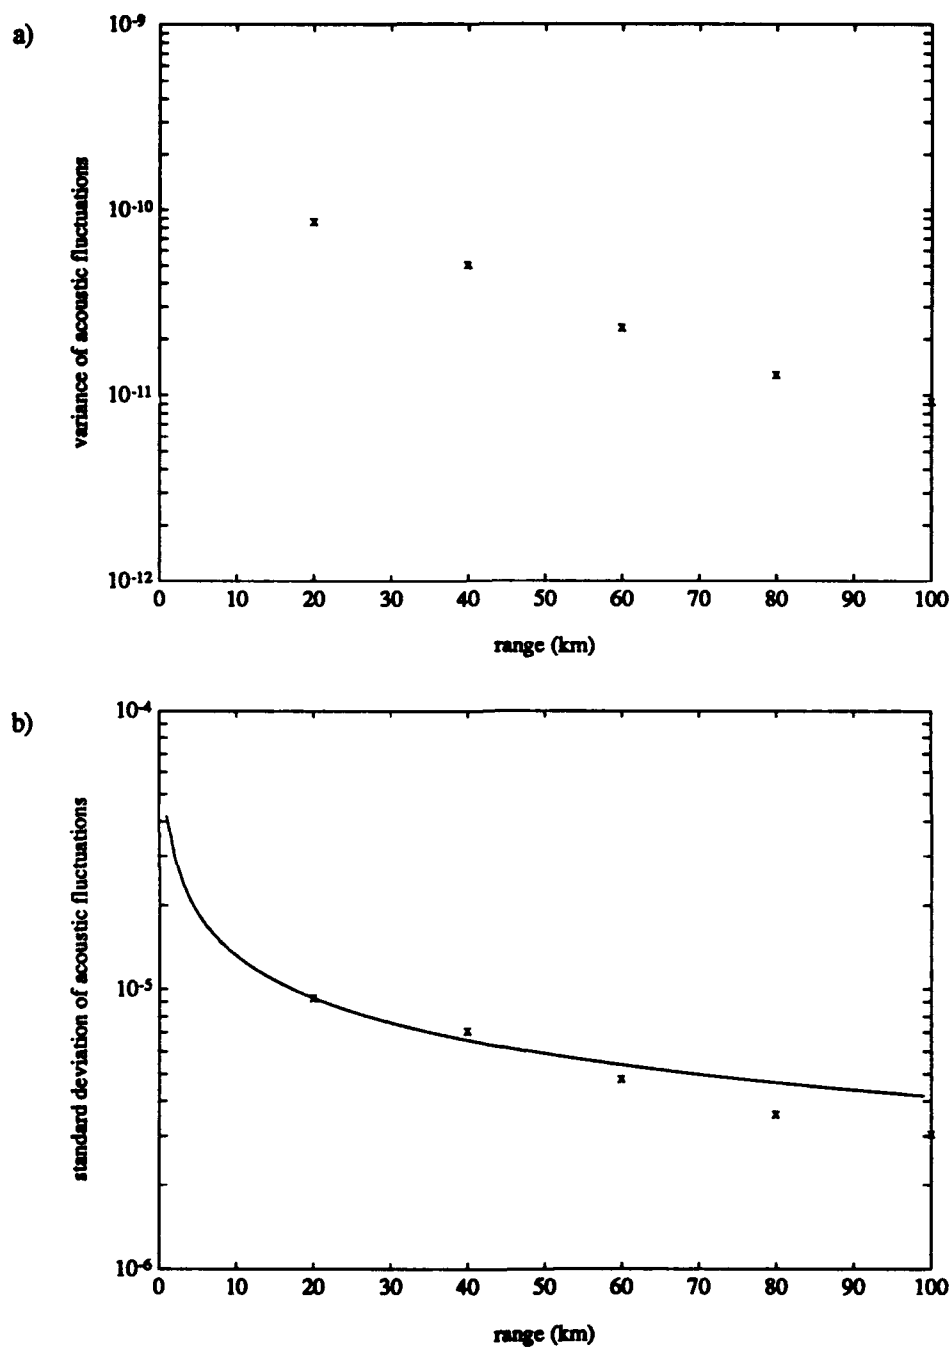 a)
10-9
10-10
10-11
10-12
variance of acoustic fluctuations
0 10 20 30 40 50 60 70 80 90 100
range (km)
b)
10-4
10-5
10-6
standard deviation of acoustic fluctuations
0 10 20 30 40 50 60 70 80 90 100
range (km)